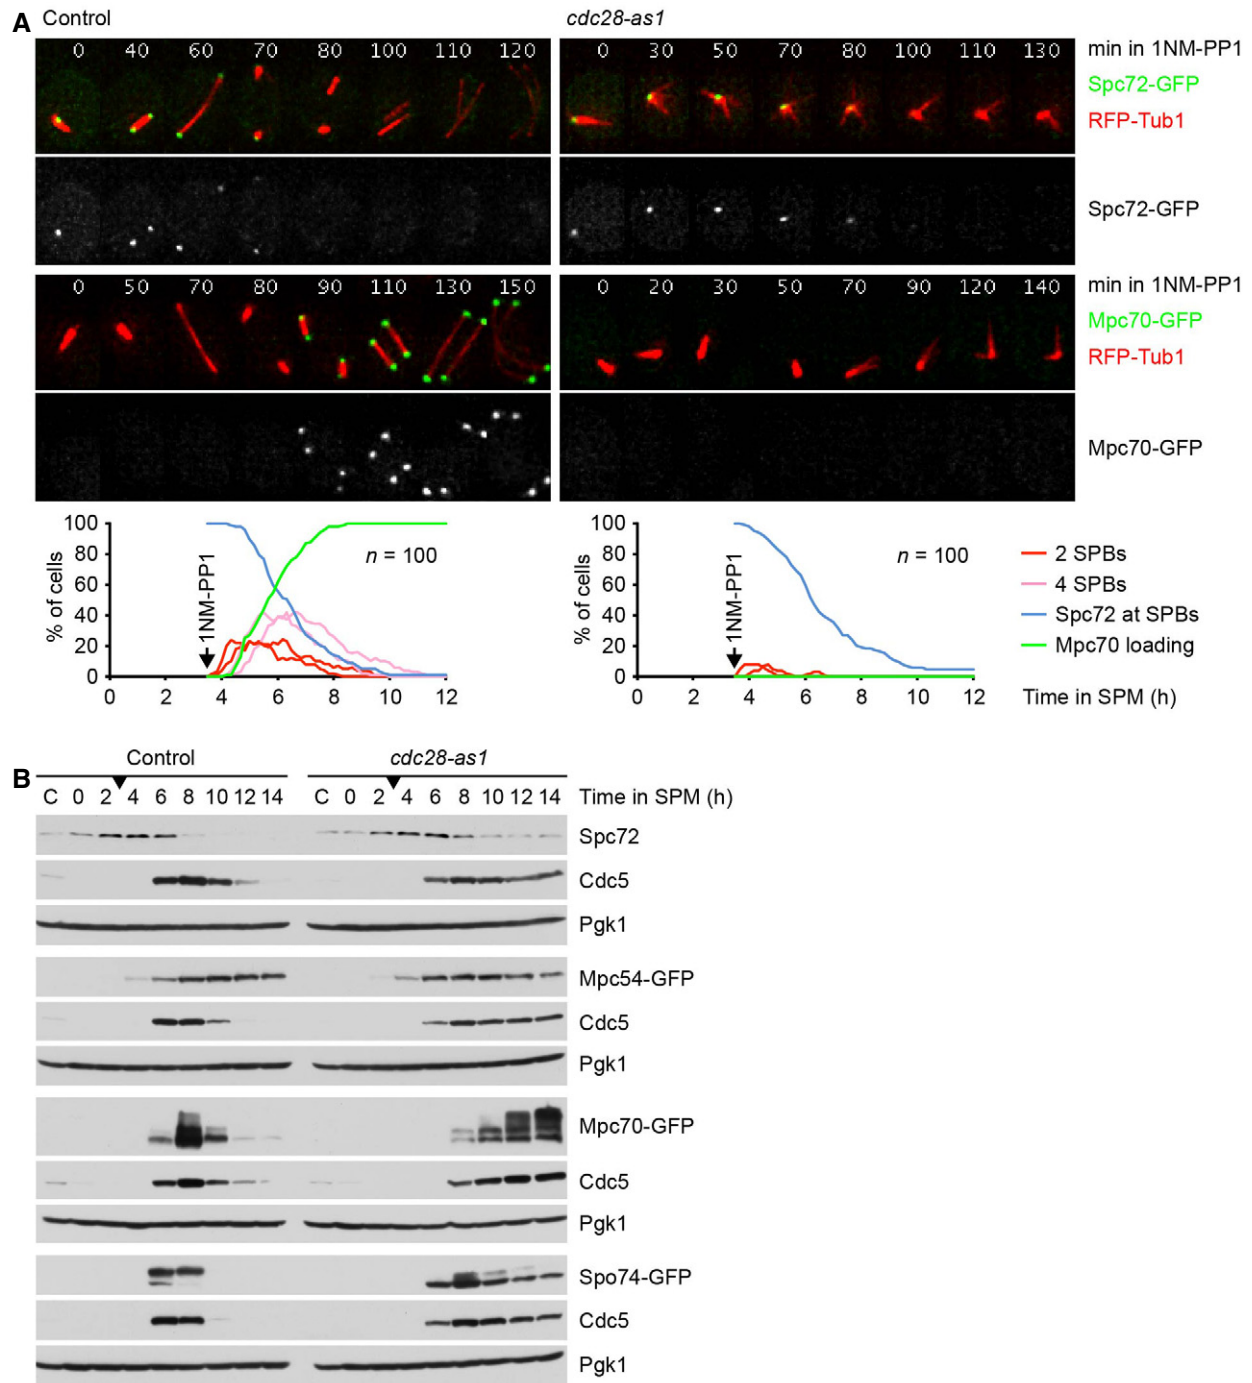 A
Control
cdc28-as1
0 40 60 70 80 100 110 120
0 30 50 70 80 100 110 130
min in 1NM-PP1
Spc72-GFP
RFP-Tub1
Spc72-GFP
0 50 70 80 90 110 130 150
0 20 30 50 70 90 120 140
min in 1NM-PP1
Mpc70-GFP
RFP-Tub1
Mpc70-GFP
100
80
60
40
20
0
% of cells
1NM-PP1
n = 100
0 2 4 6 8 10 12
100
80
60
40
20
0
% of cells
1NM-PP1
n = 100
0 2 4 6 8 10 12
2 SPBs
4 SPBs
Spc72 at SPBs
Mpc70 loading
Time in SPM (h)
B
Control
cdc28-as1
C 0 2 4 6 8 10 12 14
C 0 2 4 6 8 10 12 14
Time in SPM (h)
Spc72
Cdc5
Pgk1
Mpc54-GFP
Cdc5
Pgk1
Mpc70-GFP
Cdc5
Pgk1
Spo74-GFP
Cdc5
Pgk1